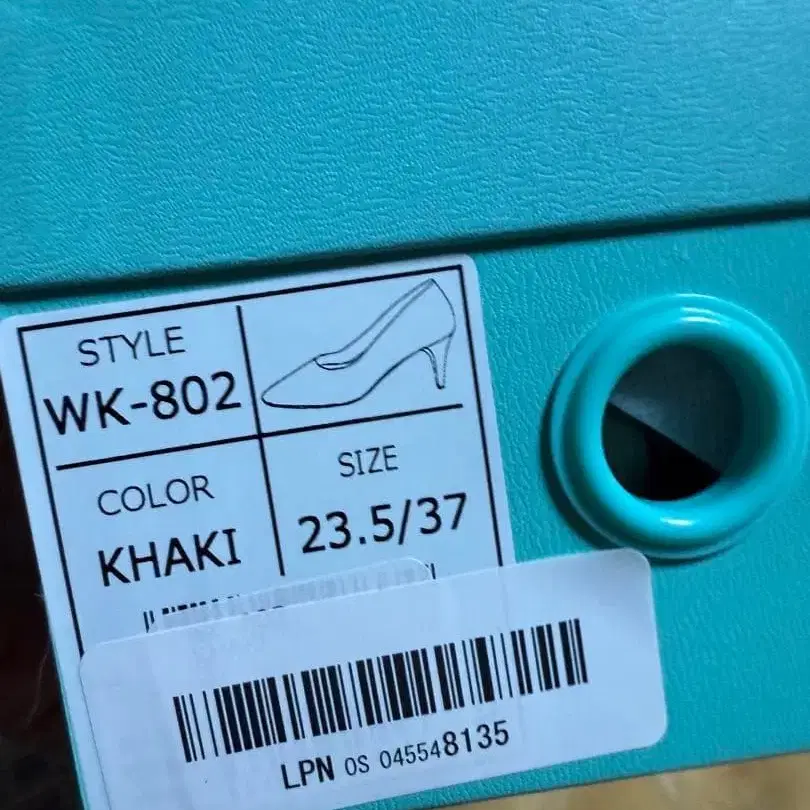 STYLE
WK-802
COLOR
KHAKI
SIZE
23.5/37
LPN OS 045548135